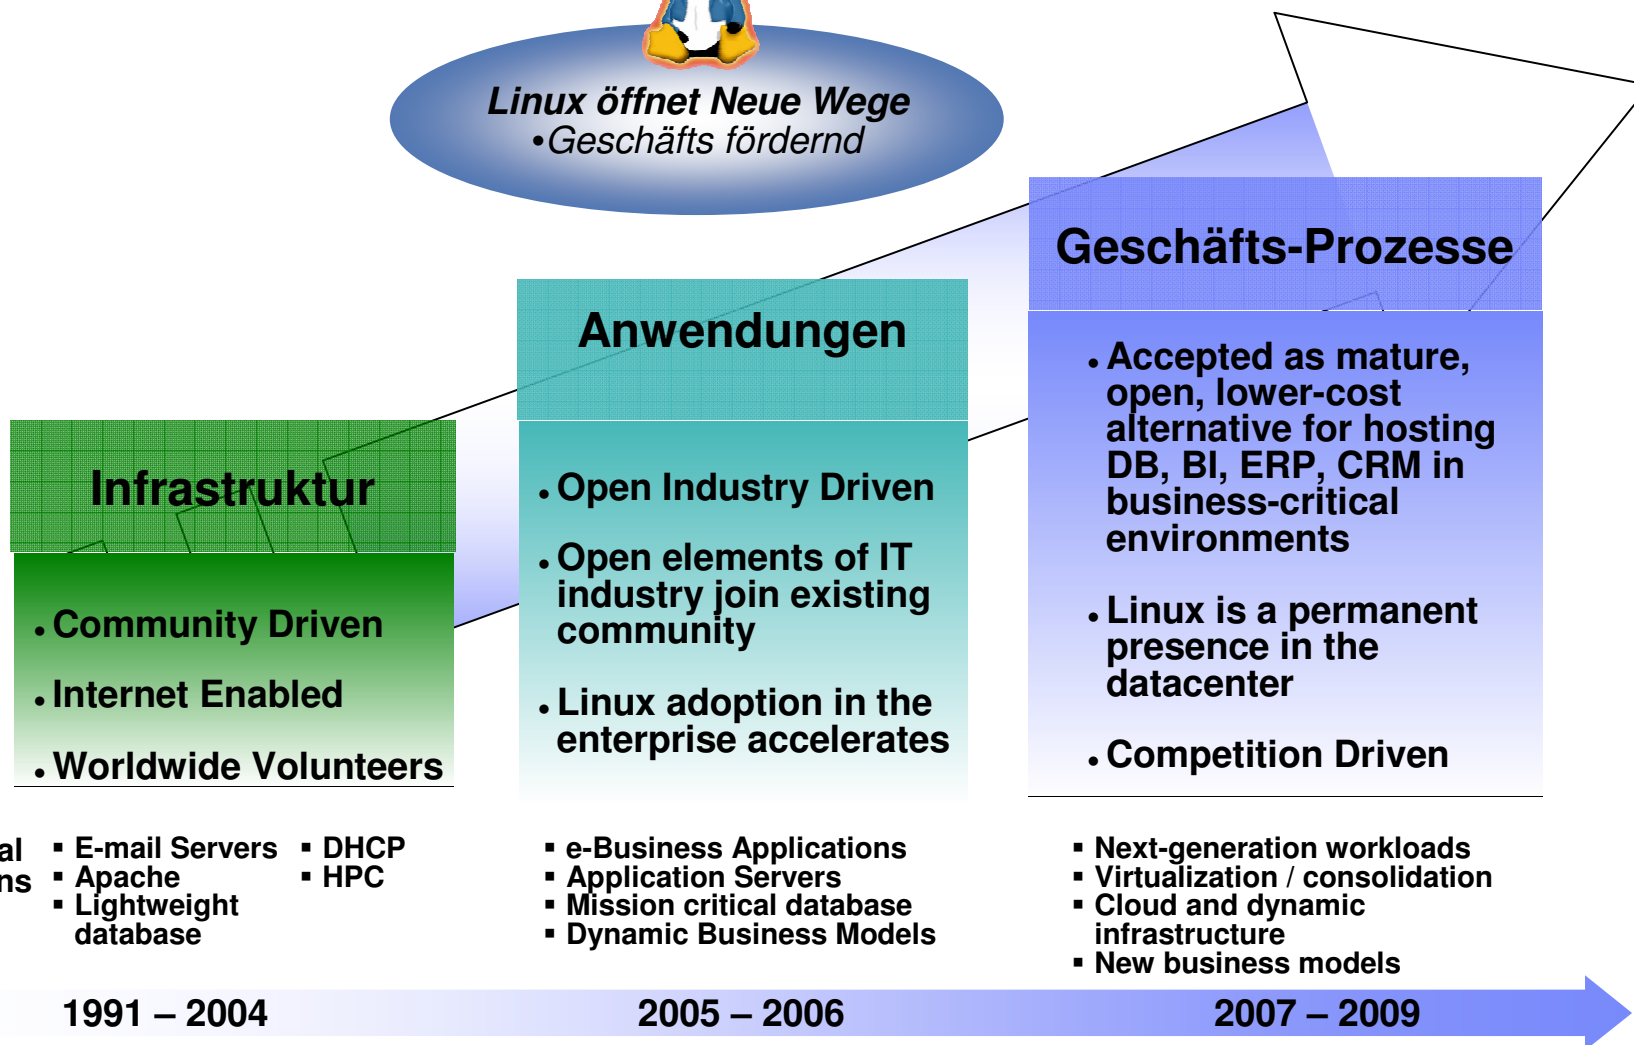 Linux öffnet Neue Wege
•Geschäfts fördernd
Geschäfts-Prozesse
Anwendungen
Infrastruktur
• Community Driven
• Internet Enabled
• Worldwide Volunteers
• Open Industry Driven
• Open elements of IT
industry join existing
community
• Linux adoption in the
enterprise accelerates
• Accepted as mature,
open, lower-cost
alternative for hosting
DB, BI, ERP, CRM in
business-critical
environments
• Linux is a permanent
presence in the
datacenter
• Competition Driven
al
ns
▪ E-mail Servers
▪ Apache
▪ Lightweight
database
▪ DHCP
▪ HPC
▪ e-Business Applications
▪ Application Servers
▪ Mission critical database
▪ Dynamic Business Models
▪ Next-generation workloads
▪ Virtualization / consolidation
▪ Cloud and dynamic
infrastructure
▪ New business models
1991 – 2004
2005 – 2006
2007 – 2009